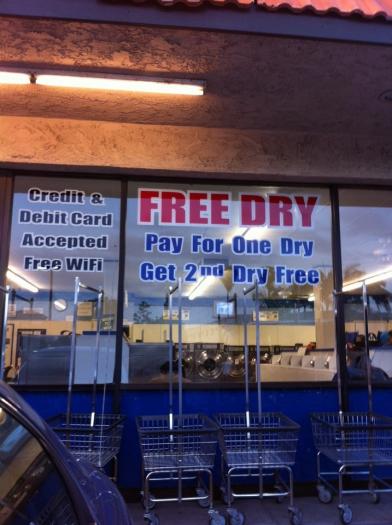 Credit &
Debit Card
Accepted
Free WiFi
FREE DRY
Pay For One Dry
Get 2nd Dry Free